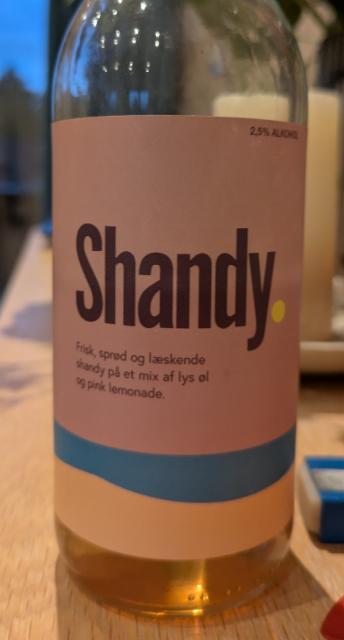 2,5% ALKOHOL
Shandy.
Frisk, sprød og læskende
shandy på et mix af lys øl
og pink lemonade.